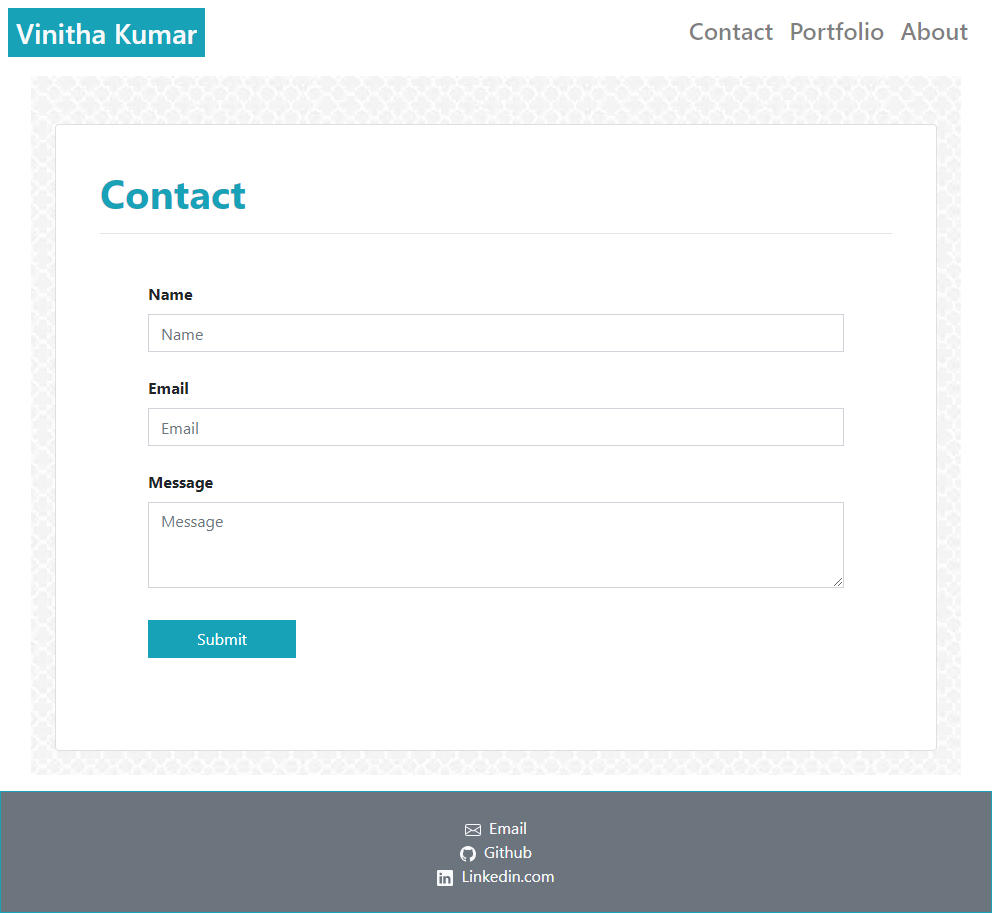 Vinitha Kumar
Contact Portfolio About
Contact
Name
Name
Email
Email
Message
Message
Submit
Email
Github
Linkedin.com